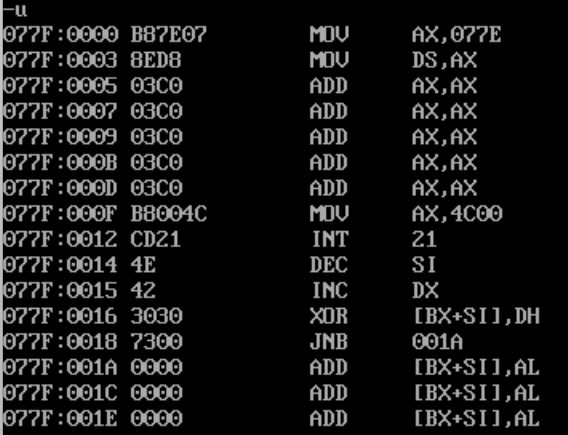 -u
077F:0000 B87E07 MOV AX,077E
077F:0003 8ED8 MOV DS,AX
077F:0005 03C0 ADD AX,AX
077F:0007 03C0 ADD AX,AX
077F:0009 03C0 ADD AX,AX
077F:000B 03C0 ADD AX,AX
077F:000D 03C0 ADD AX,AX
077F:000F B8004C MOV AX,4C00
077F:0012 CD21 INT 21
077F:0014 4E DEC SI
077F:0015 42 INC DX
077F:0016 3030 XOR [BX+SI],DH
077F:0018 7300 JNB 001A
077F:001A 0000 ADD [BX+SI],AL
077F:001C 0000 ADD [BX+SI],AL
077F:001E 0000 ADD [BX+SI],AL